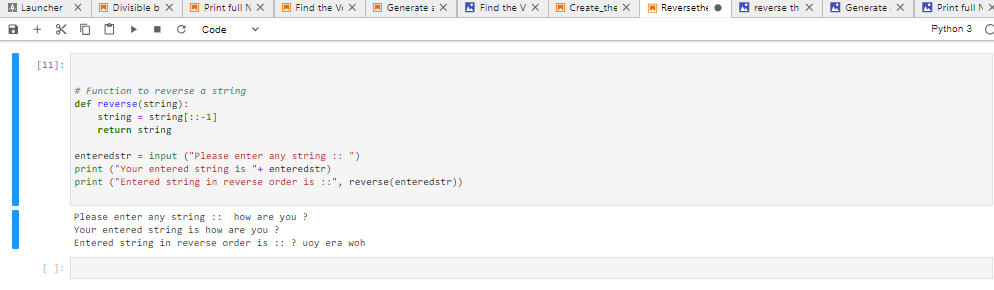 Launcher
Divisible b
Print full N
Find the Ve
Generate a
Find the V
Create_the
Reversethe
reverse th
Generate
Print full N
Code
Python 3
[11]:
# Function to reverse a string
def reverse(string):
    string = string[::-1]
    return string
enteredstr = input ("Please enter any string :: ")
print ("Your entered string is "+ enteredstr)
print ("Entered string in reverse order is ::", reverse(enteredstr))
Please enter any string ::  how are you ?
Your entered string is how are you ?
Entered string in reverse order is :: ? uoy era woh
[ ]: